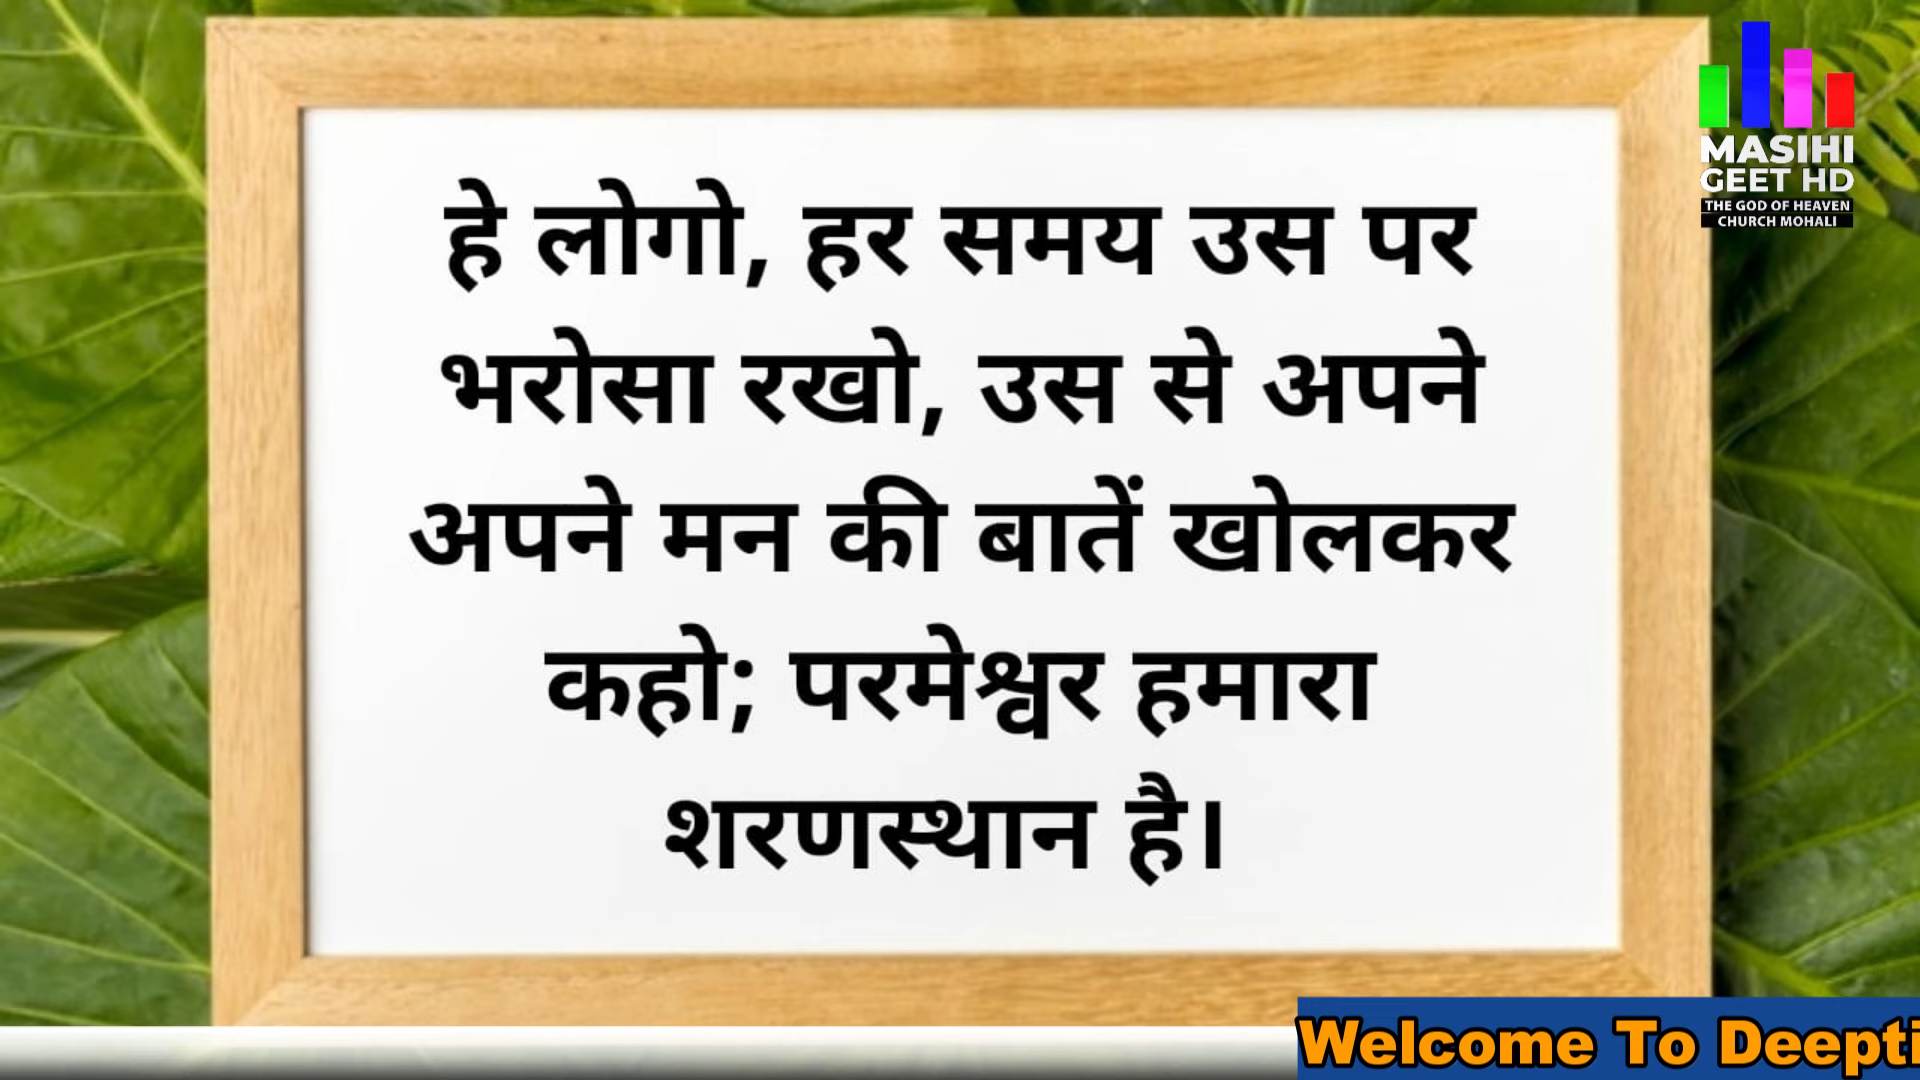 हे लोगो, हर समय उस पर
भरोसा रखो, उस से अपने
अपने मन की बातें खोलकर
कहो; परमेश्वर हमारा
शरणस्थान है।
MASIHI
GEET HD
THE GOD OF HEAVEN
CHURCH MOHALI
Welcome To Deepti